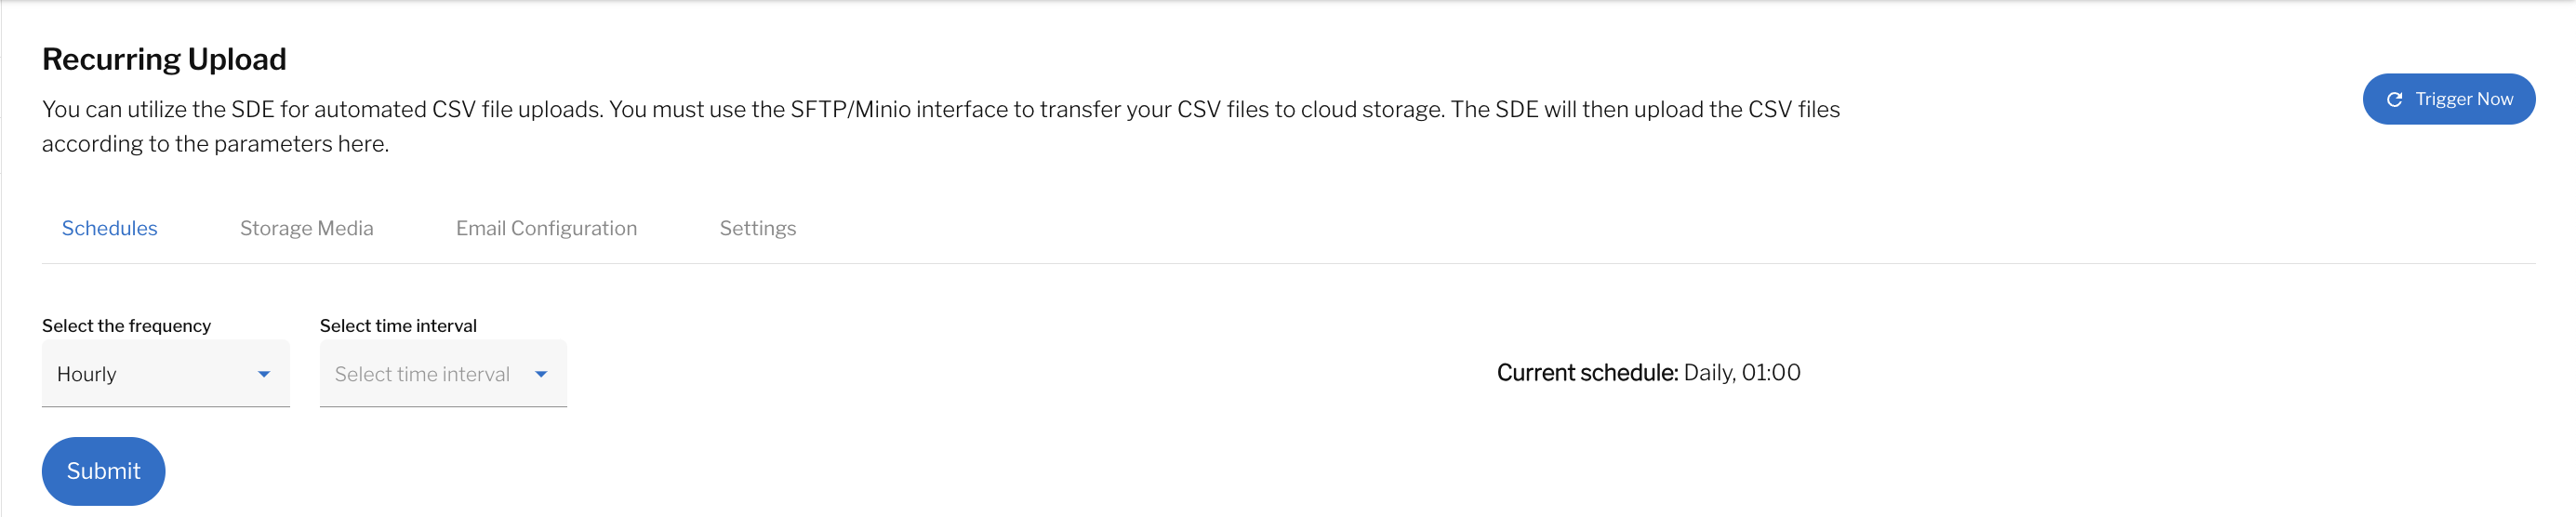 Recurring Upload
You can utilize the SDE for automated CSV file uploads. You must use the SFTP/Minio interface to transfer your CSV files to cloud storage. The SDE will then upload the CSV files
according to the parameters here.
Trigger Now
Schedules Storage Media Email Configuration Settings
Select the frequency Select time interval
Hourly Select time interval
Current schedule: Daily, 01:00
Submit